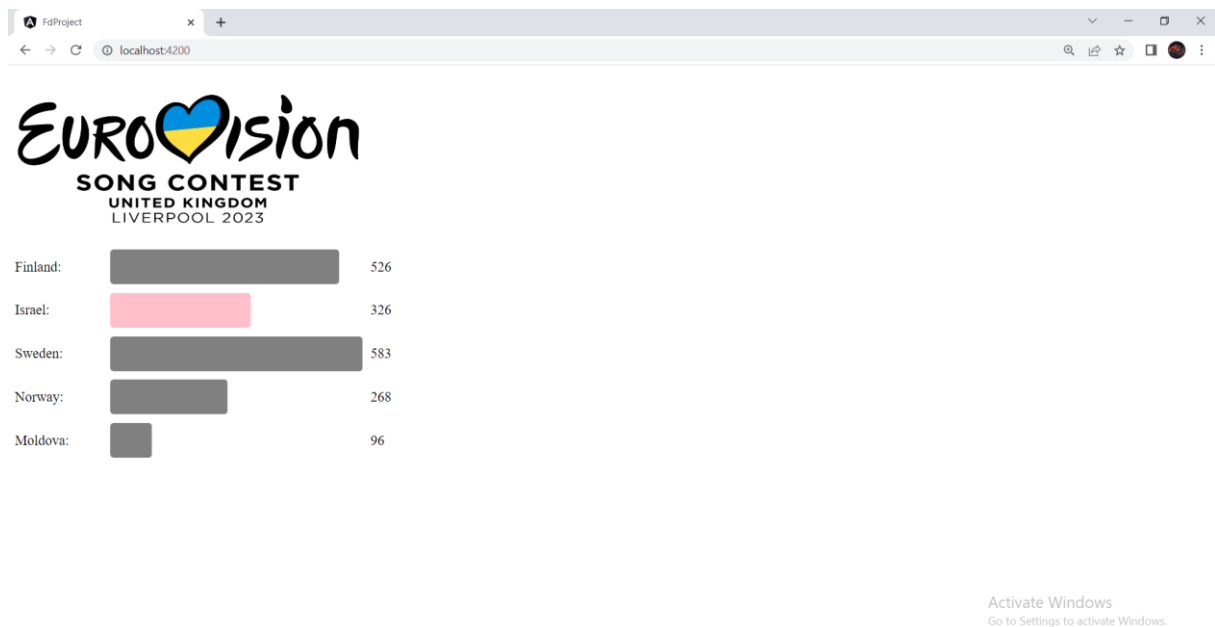 FdProject
localhost:4200
EUROVISION
SONG CONTEST
UNITED KINGDOM
LIVERPOOL 2023
Finland: 526
Israel: 326
Sweden: 583
Norway: 268
Moldova: 96
Activate Windows
Go to Settings to activate Windows.